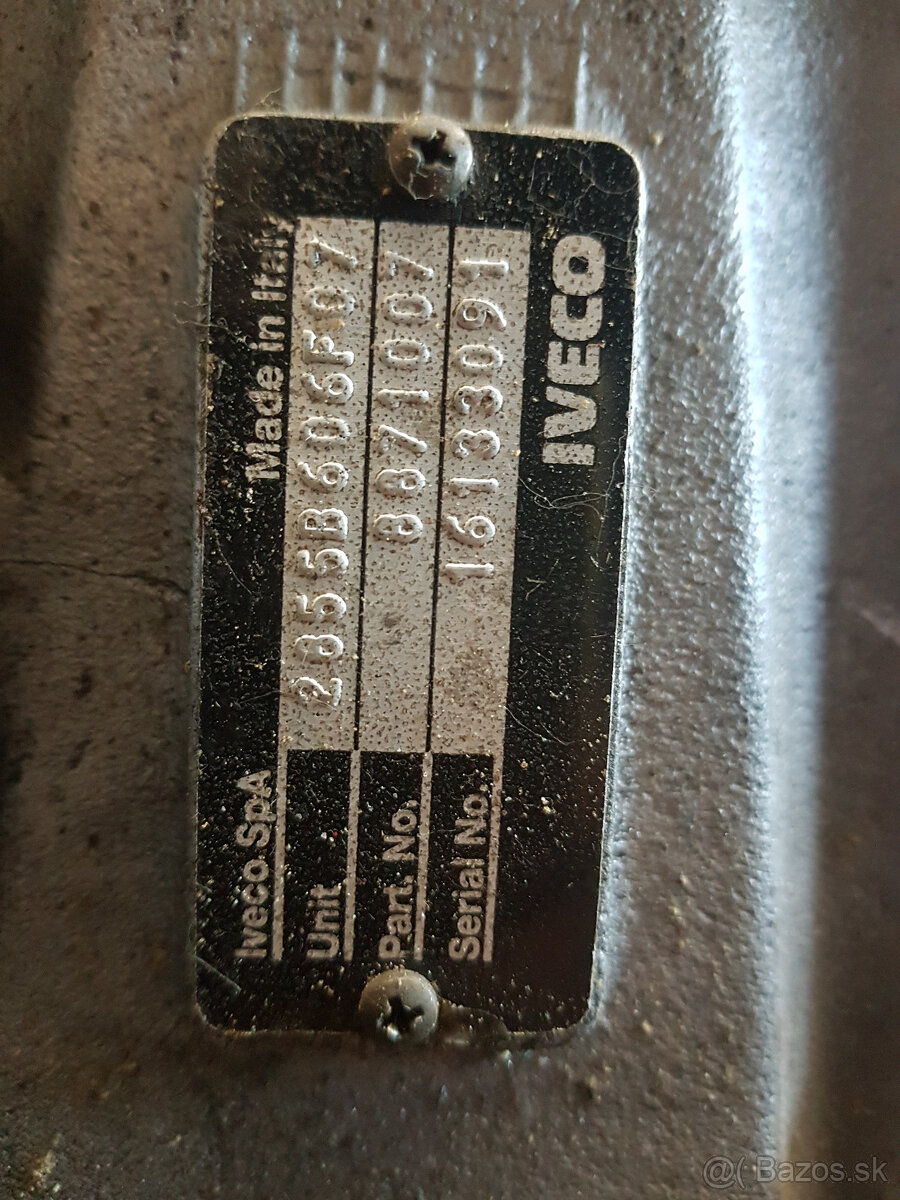 Iveco SpA Made in Italy
Unit 2855B606F07
Part. No. 8871007
Serial No. 16133091
IVECO
@( Bazos.sk